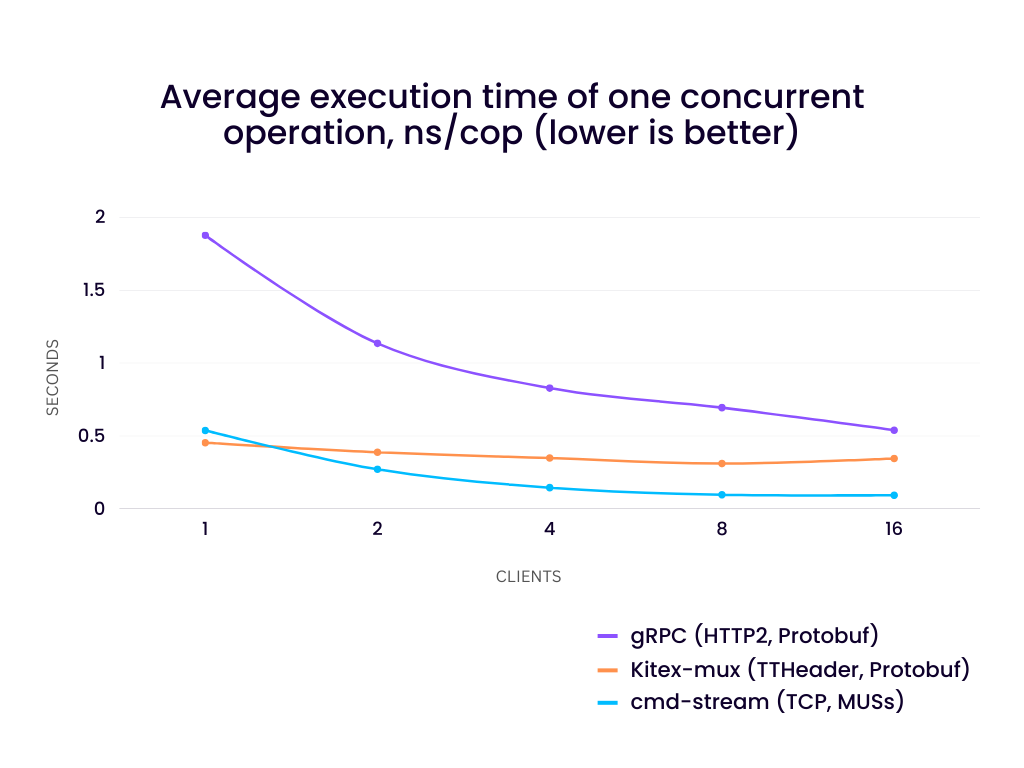 Average execution time of one concurrent
operation, ns/cop (lower is better)
2
1.5
1
0.5
0
SECONDS
1 2 4 8 16
CLIENTS
gRPC (HTTP2, Protobuf)
Kitex-mux (TTHeader, Protobuf)
cmd-stream (TCP, MUSs)